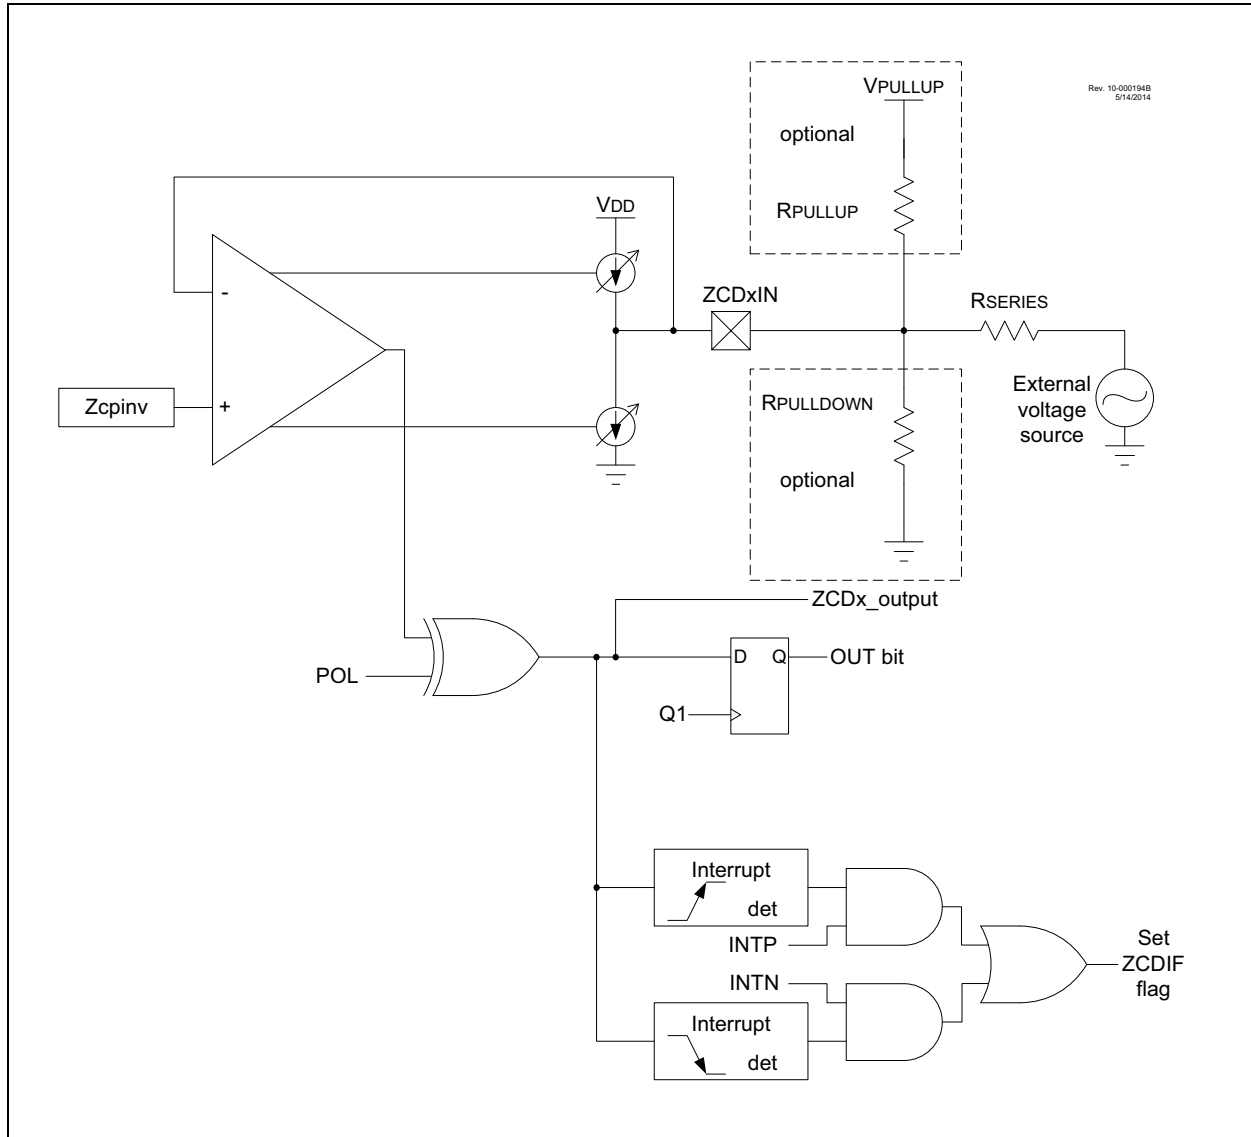 VPULLUP
Rev. 10-000194B
5/14/2014
optional
RPULLUP
VDD
-
ZCDxIN
RSERIES
Zcpinv
+
External
voltage
source
RPULLDOWN
optional
ZCDx_output
POL
D Q
OUT bit
Q1
Interrupt
det
INTP
INTN
Interrupt
det
Set
ZCDIF
flag